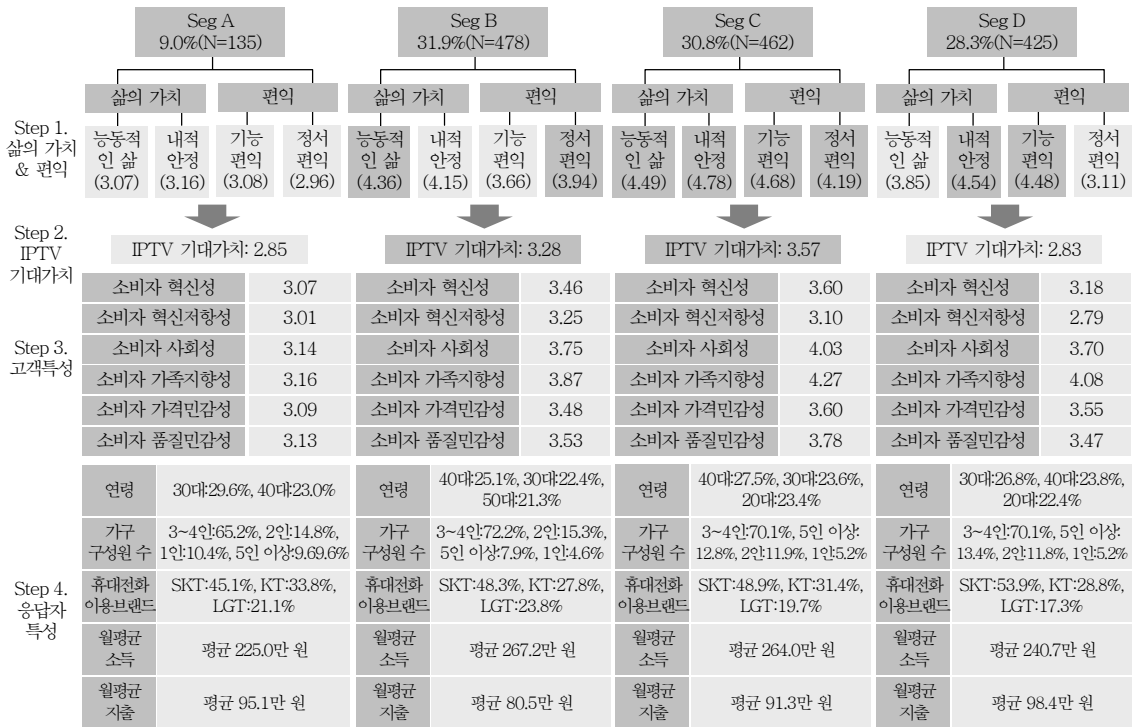 Seg A
9.0%(N=135)
Seg B
31.9%(N=478)
Seg C
30.8%(N=462)
Seg D
28.3%(N=425)
삶의 가치
편익
삶의 가치
편익
삶의 가치
편익
삶의 가치
편익
Step 1.
삶의 가치
& 편익
능동적
인 삶
(3.07)
내적
안정
(3.16)
기능
편익
(3.08)
정서
편익
(2.96)
능동적
인 삶
(4.36)
내적
안정
(4.15)
기능
편익
(3.66)
정서
편익
(3.94)
능동적
인 삶
(4.49)
내적
안정
(4.78)
기능
편익
(4.68)
정서
편익
(4.19)
능동적
인 삶
(3.85)
내적
안정
(4.54)
기능
편익
(4.48)
정서
편익
(3.11)
Step 2.
IPTV
기대가치
IPTV 기대가치: 2.85
IPTV 기대가치: 3.28
IPTV 기대가치: 3.57
IPTV 기대가치: 2.83
Step 3.
고객특성
소비자 혁신성 3.07
소비자 혁신저항성 3.01
소비자 사회성 3.14
소비자 가족지향성 3.16
소비자 가격민감성 3.09
소비자 품질민감성 3.13
소비자 혁신성 3.46
소비자 혁신저항성 3.25
소비자 사회성 3.75
소비자 가족지향성 3.87
소비자 가격민감성 3.48
소비자 품질민감성 3.53
소비자 혁신성 3.60
소비자 혁신저항성 3.10
소비자 사회성 4.03
소비자 가족지향성 4.27
소비자 가격민감성 3.60
소비자 품질민감성 3.78
소비자 혁신성 3.18
소비자 혁신저항성 2.79
소비자 사회성 3.70
소비자 가족지향성 4.08
소비자 가격민감성 3.55
소비자 품질민감성 3.47
Step 4.
응답자
특성
연령
30대:29.6%, 40대:23.0%
가구
구성원 수
3~4인:65.2%, 2인:14.8%,
1인:10.4%, 5인 이상:9.69.6%
휴대전화
이용브랜드
SKT:45.1%, KT:33.8%,
LGT:21.1%
월평균
소득
평균 225.0만 원
월평균
지출
평균 95.1만 원
연령
40대:25.1%, 30대:22.4%,
50대:21.3%
가구
구성원 수
3~4인:72.2%, 2인:15.3%,
5인 이상:7.9%, 1인:4.6%
휴대전화
이용브랜드
SKT:48.3%, KT:27.8%,
LGT:23.8%
월평균
소득
평균 267.2만 원
월평균
지출
평균 80.5만 원
연령
40대:27.5%, 30대:23.6%,
20대:23.4%
가구
구성원 수
3~4인:70.1%, 5인 이상:
12.8%, 2인:11.9%, 1인:5.2%
휴대전화
이용브랜드
SKT:48.9%, KT:31.4%,
LGT:19.7%
월평균
소득
평균 264.0만 원
월평균
지출
평균 91.3만 원
연령
30대:26.8%, 40대:23.8%,
20대:22.4%
가구
구성원 수
3~4인:70.1%, 5인 이상:
13.4%, 2인:11.8%, 1인:5.2%
휴대전화
이용브랜드
SKT:53.9%, KT:28.8%,
LGT:17.3%
월평균
소득
평균 240.7만 원
월평균
지출
평균 98.4만 원